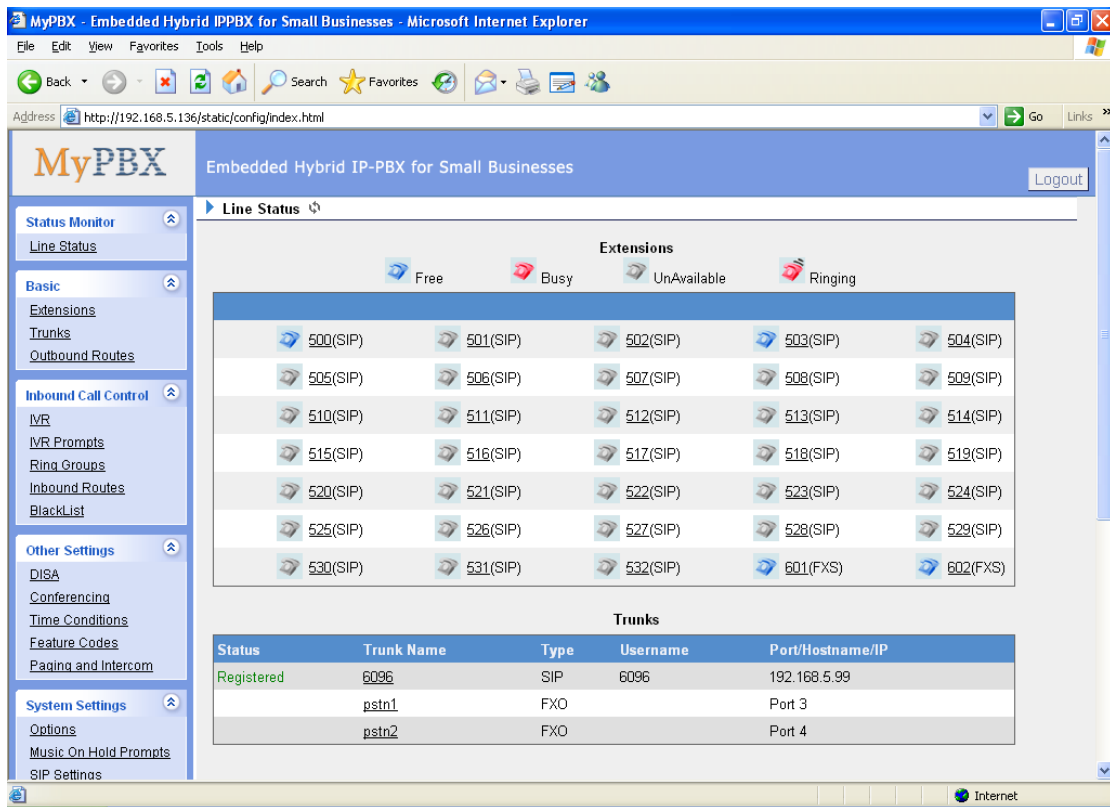 MyPBX - Embedded Hybrid IPPBX for Small Businesses - Microsoft Internet Explorer
File Edit View Favorites Tools Help
Back Search Favorites
Address http://192.168.5.136/static/config/index.html Go Links »
MyPBX
Embedded Hybrid IP-PBX for Small Businesses
Logout
Status Monitor
Line Status
Basic
Extensions
Trunks
Outbound Routes
Inbound Call Control
IVR
IVR Prompts
Ring Groups
Inbound Routes
BlackList
Other Settings
DISA
Conferencing
Time Conditions
Feature Codes
Paging and Intercom
System Settings
Options
Music On Hold Prompts
SIP Settings
Line Status
Extensions
Free Busy UnAvailable Ringing
500(SIP) 501(SIP) 502(SIP) 503(SIP) 504(SIP)
505(SIP) 506(SIP) 507(SIP) 508(SIP) 509(SIP)
510(SIP) 511(SIP) 512(SIP) 513(SIP) 514(SIP)
515(SIP) 516(SIP) 517(SIP) 518(SIP) 519(SIP)
520(SIP) 521(SIP) 522(SIP) 523(SIP) 524(SIP)
525(SIP) 526(SIP) 527(SIP) 528(SIP) 529(SIP)
530(SIP) 531(SIP) 532(SIP) 601(FXS) 602(FXS)
Trunks
Status Trunk Name Type Username Port/Hostname/IP
Registered 6096 SIP 6096 192.168.5.99
pstn1 FXO Port 3
pstn2 FXO Port 4
Internet